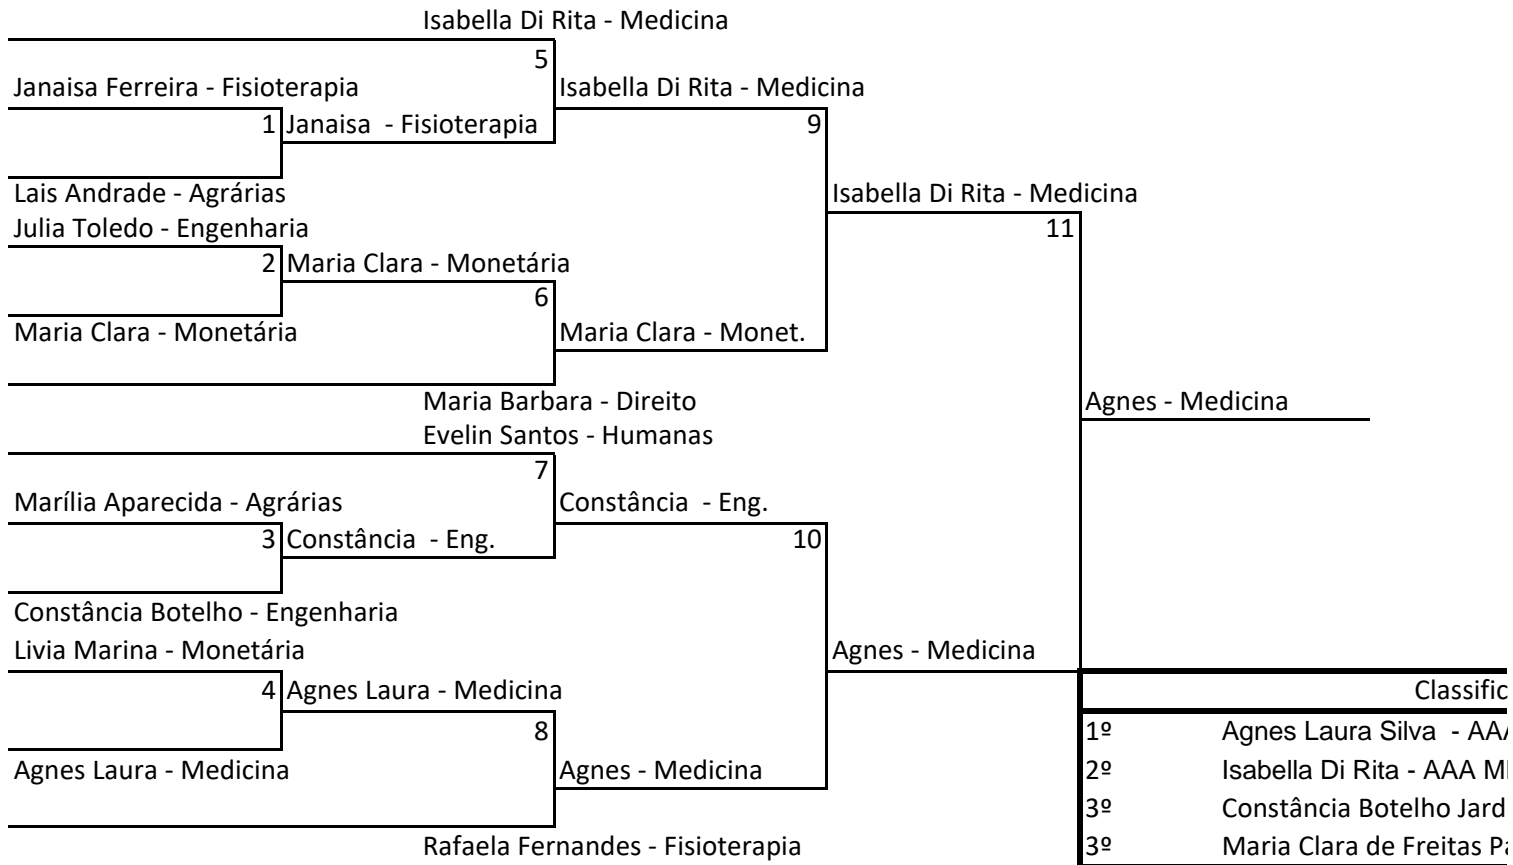 Isabella Di Rita - Medicina
5
Janaisa Ferreira - Fisioterapia
Isabella Di Rita - Medicina
1 Janaisa  - Fisioterapia
9
Lais Andrade - Agrárias
Isabella Di Rita - Medicina
Julia Toledo - Engenharia
11
2 Maria Clara - Monetária
6
Maria Clara - Monetária
Maria Clara - Monet.
Maria Barbara - Direito
Agnes - Medicina
Evelin Santos - Humanas
7
Marília Aparecida - Agrárias
Constância  - Eng.
3 Constância  - Eng.
10
Constância Botelho - Engenharia
Livia Marina - Monetária
Agnes - Medicina
4 Agnes Laura - Medicina
Classific
8
1º Agnes Laura Silva  - AAA
Agnes Laura - Medicina
Agnes - Medicina
2º Isabella Di Rita - AAA M
3º Constância Botelho Jard
Rafaela Fernandes - Fisioterapia
3º Maria Clara de Freitas Pa